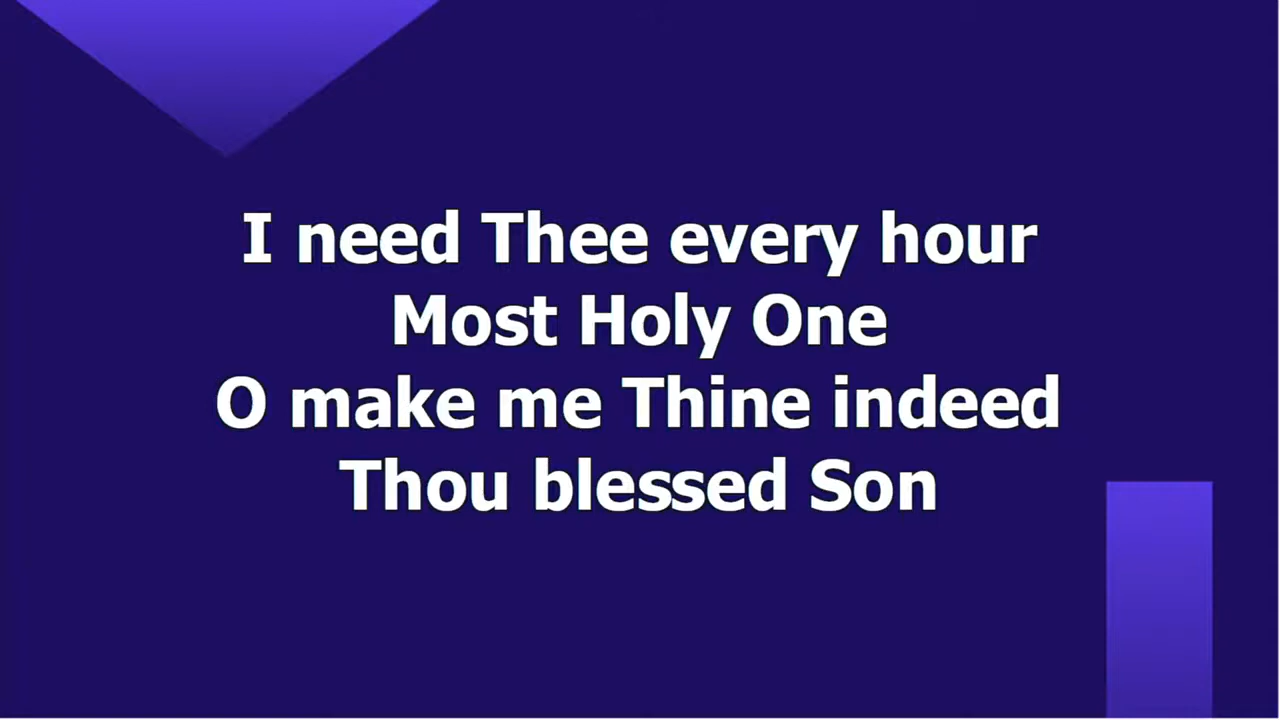 I need Thee every hour
Most Holy One
O make me Thine indeed
Thou blessed Son